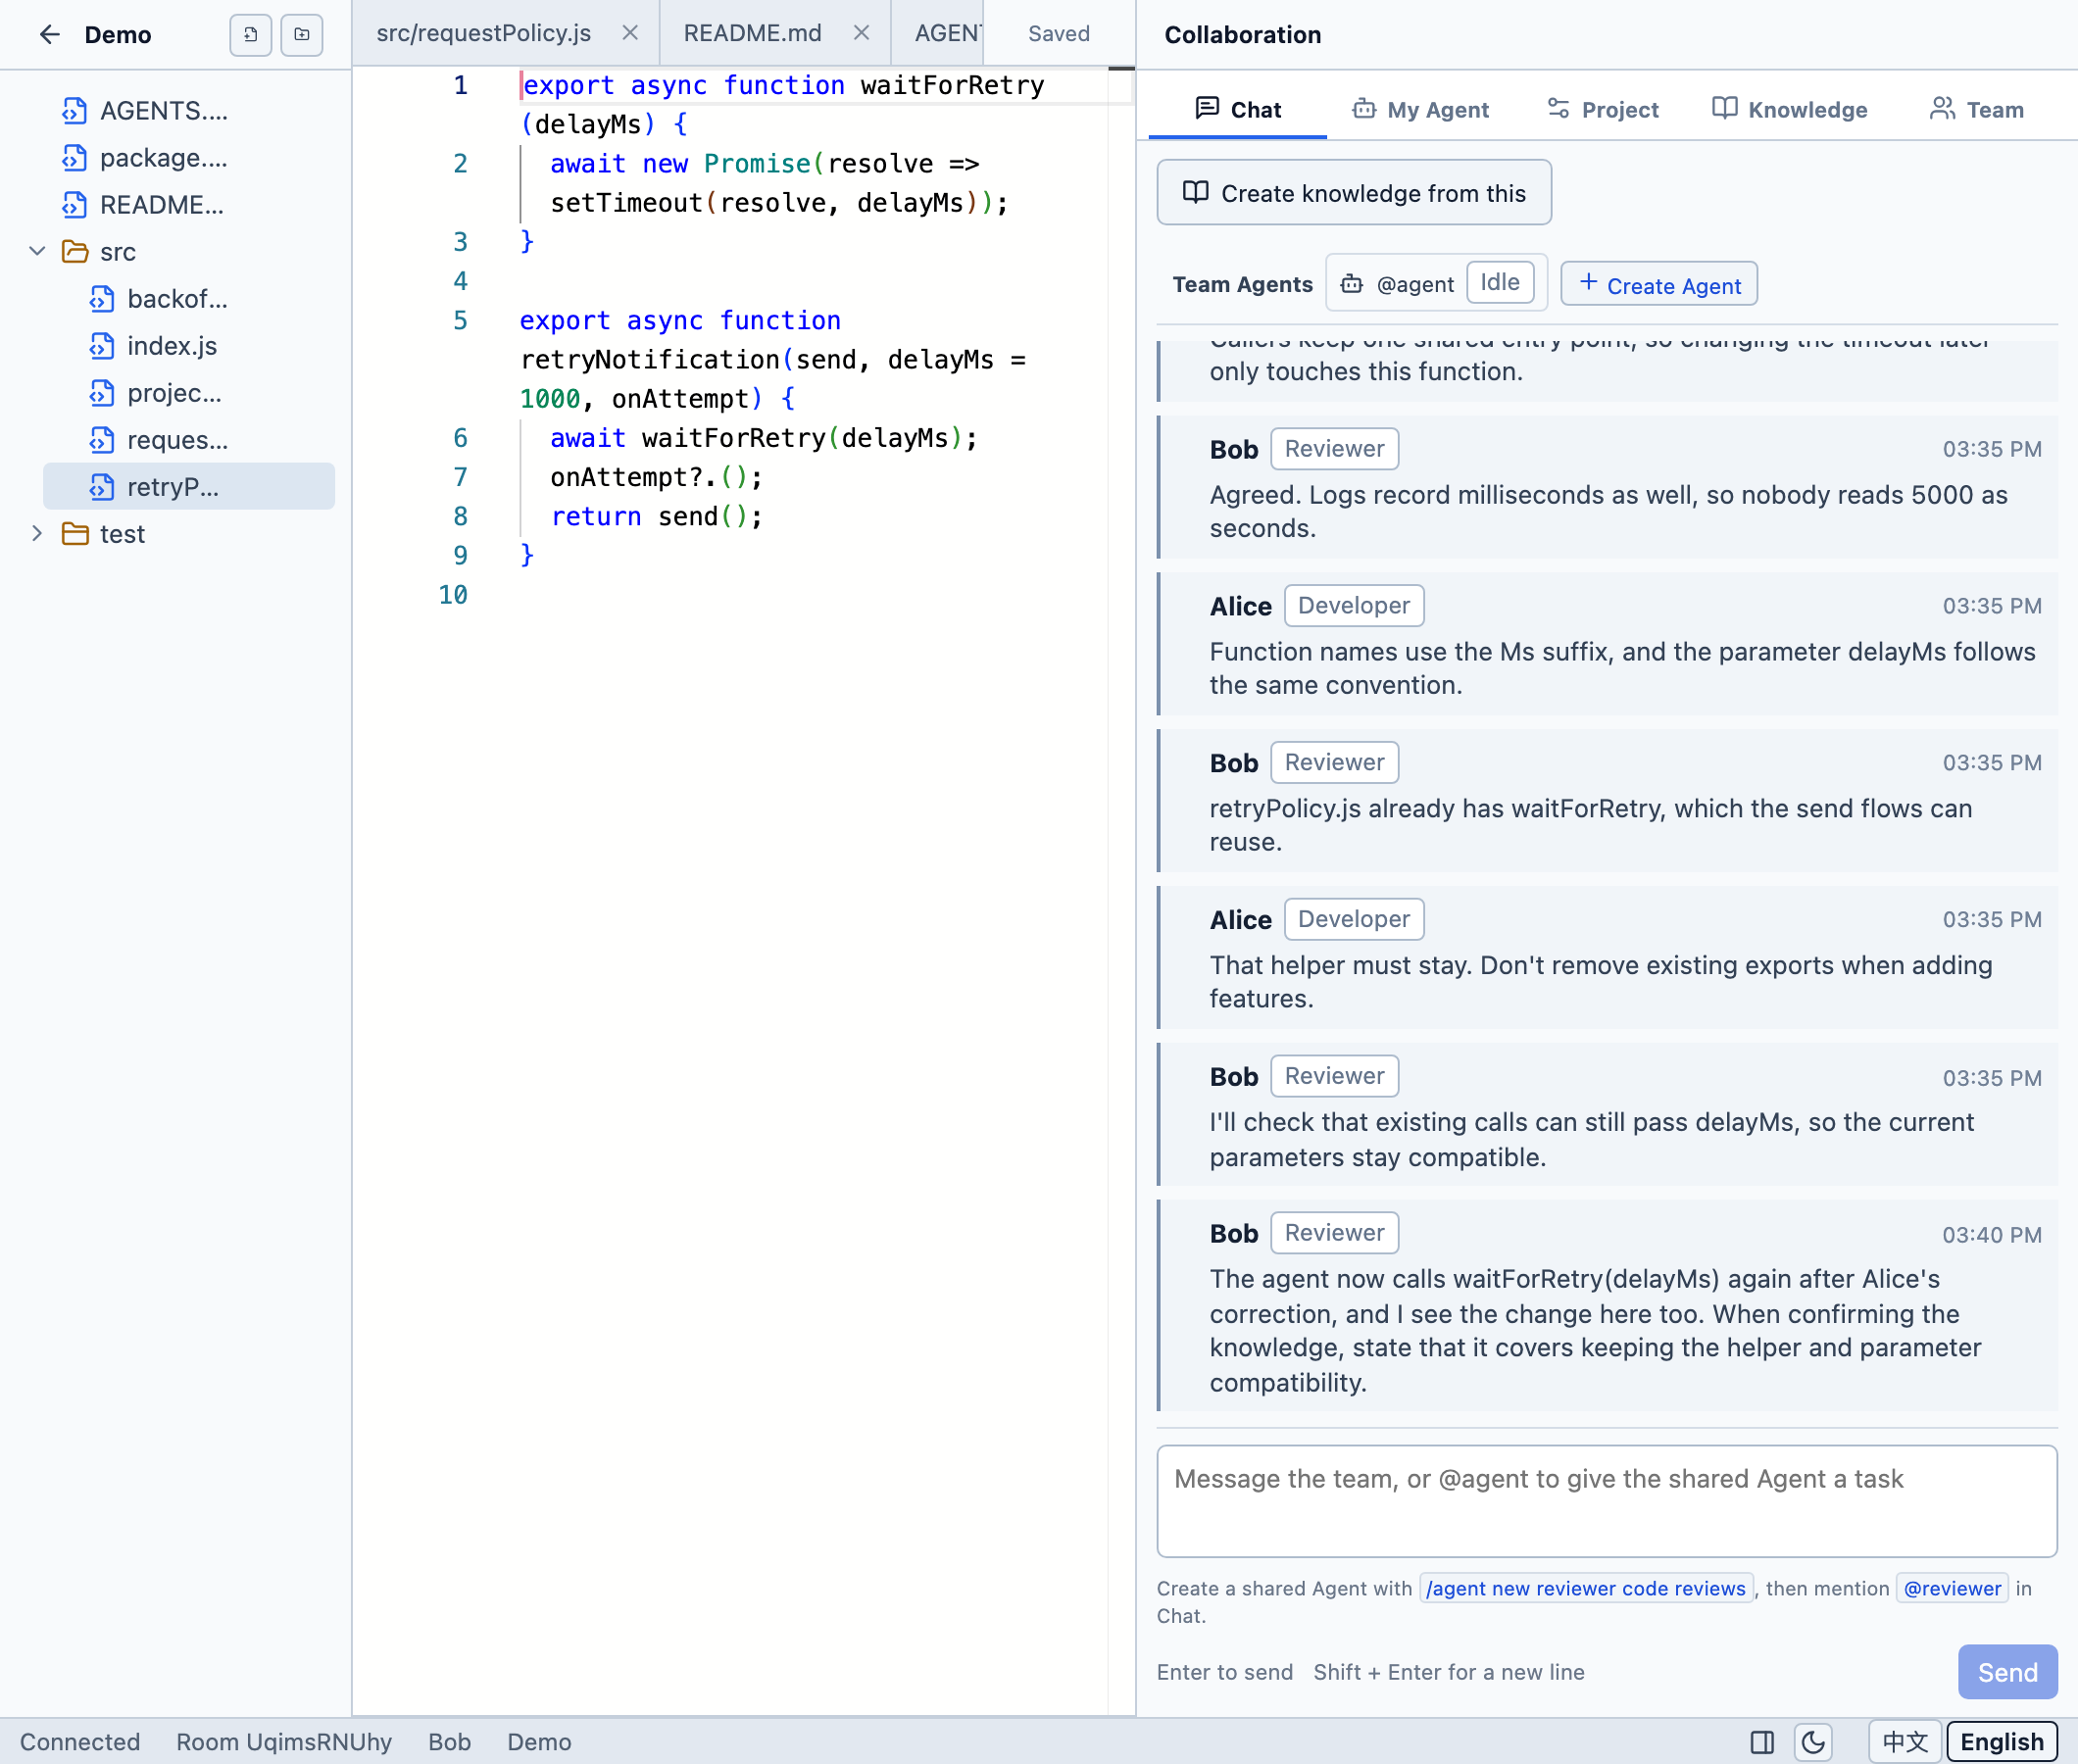 Demo
AGENTS....
package....
README...
src
backof...
index.js
projec...
reques...
retryP...
test
src/requestPolicy.js
README.md
AGEN
Saved
1 export async function waitForRetry
(delayMs) {
2 await new Promise(resolve =>
setTimeout(resolve, delayMs));
3 }
4
5 export async function
retryNotification(send, delayMs =
1000, onAttempt) {
6 await waitForRetry(delayMs);
7 onAttempt?.();
8 return send();
9 }
10
Collaboration
Chat
My Agent
Project
Knowledge
Team
Create knowledge from this
Team Agents
@agent
Idle
+ Create Agent
Callers keep one shared entry point, so changing the timeout later
only touches this function.
Bob Reviewer 03:35 PM
Agreed. Logs record milliseconds as well, so nobody reads 5000 as
seconds.
Alice Developer 03:35 PM
Function names use the Ms suffix, and the parameter delayMs follows
the same convention.
Bob Reviewer 03:35 PM
retryPolicy.js already has waitForRetry, which the send flows can
reuse.
Alice Developer 03:35 PM
That helper must stay. Don't remove existing exports when adding
features.
Bob Reviewer 03:35 PM
I'll check that existing calls can still pass delayMs, so the current
parameters stay compatible.
Bob Reviewer 03:40 PM
The agent now calls waitForRetry(delayMs) again after Alice's
correction, and I see the change here too. When confirming the
knowledge, state that it covers keeping the helper and parameter
compatibility.
Message the team, or @agent to give the shared Agent a task
Create a shared Agent with /agent new reviewer code reviews, then mention @reviewer in
Chat.
Enter to send Shift + Enter for a new line
Send
Connected Room UqimsRNUhy Bob Demo
中文
English